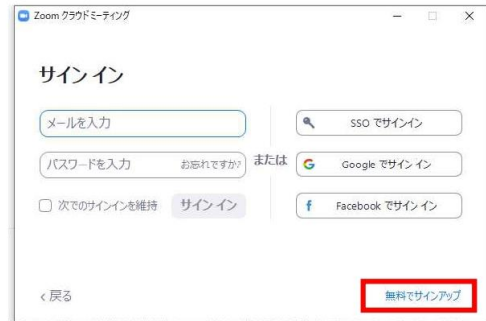 Zoom クラウドミーティング
サイン イン
メールを入力
パスワードを入力 お忘れですか?
次でのサインインを維持 サイン イン
または
SSO でサインイン
Google でサイン イン
Facebook でサイン イン
< 戻る
無料でサインアップ